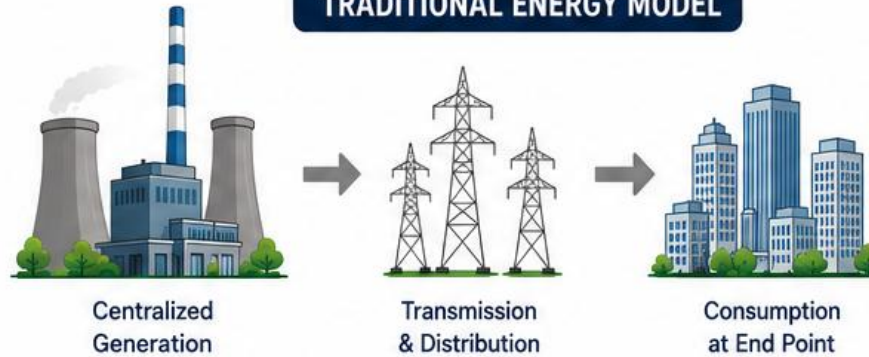 TRADITIONAL ENERGY MODEL
Centralized
Generation
Transmission
& Distribution
Consumption
at End Point